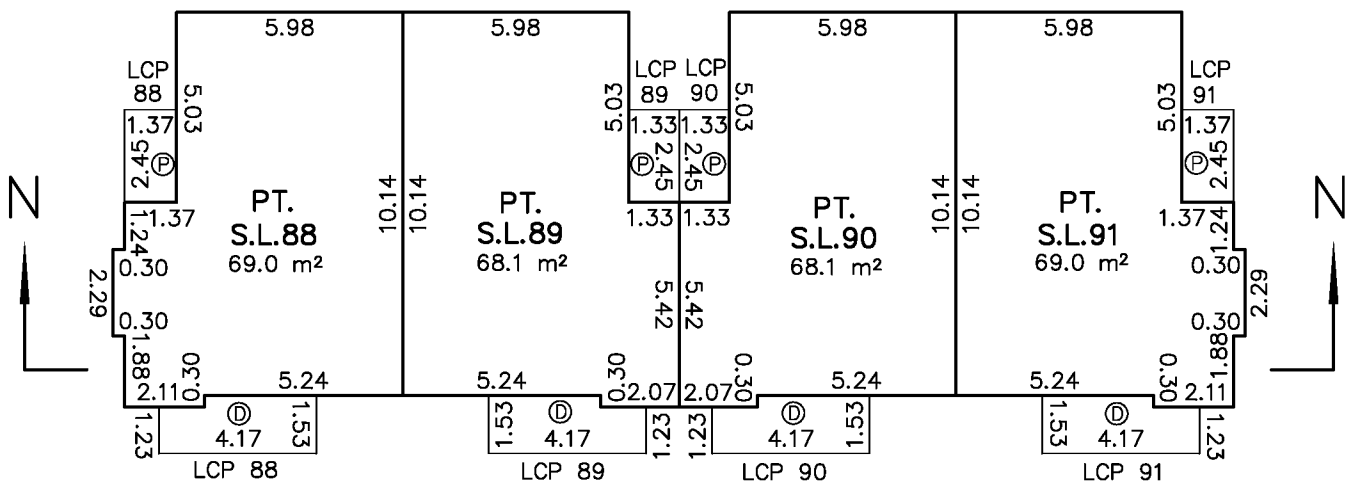 5.98 5.98 5.98 5.98
LCP 88
LCP 89
LCP 90
LCP 91
5.03 5.03 5.03 5.03
1.37 1.33 1.33 1.37
2.45 P P 2.45 2.45 P P 2.45
N N
10.14 10.14 10.14 10.14
1.37 1.33 1.33 1.37
PT. S.L.88 69.0 m²
PT. S.L.89 68.1 m²
PT. S.L.90 68.1 m²
PT. S.L.91 69.0 m²
1.24 1.24
0.30 0.30
2.29 5.42 5.42 2.29
0.30 0.30
1.88 1.88
2.11 0.30 5.24 5.24 0.30 2.07 2.07 0.30 5.24 5.24 0.30 2.11
1.23 D 1.53 1.53 D 1.23 1.23 D 1.53 1.53 D 1.23
4.17 4.17 4.17 4.17
LCP 88 LCP 89 LCP 90 LCP 91